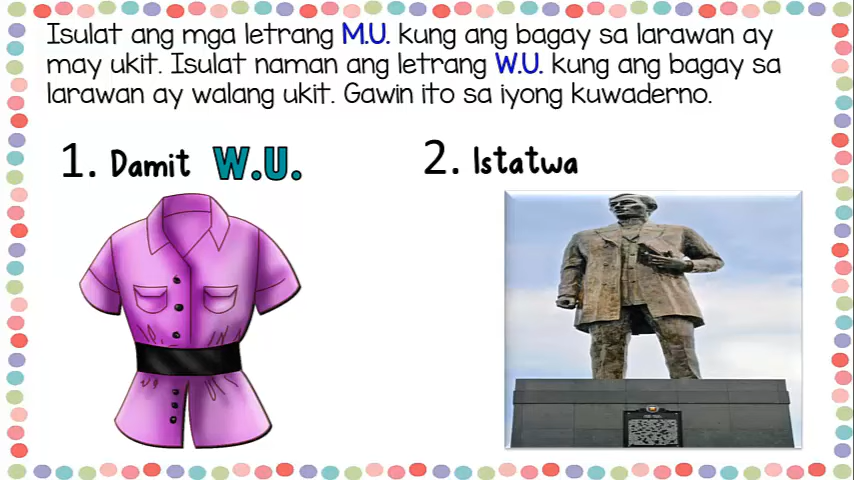 Isulat ang mga letrang M.U. kung ang bagay sa larawan ay
may ukit. Isulat naman ang letrang W.U. kung ang bagay sa
larawan ay walang ukit. Gawin ito sa iyong kuwaderno.
1. Damit W.U.
2. Istatwa